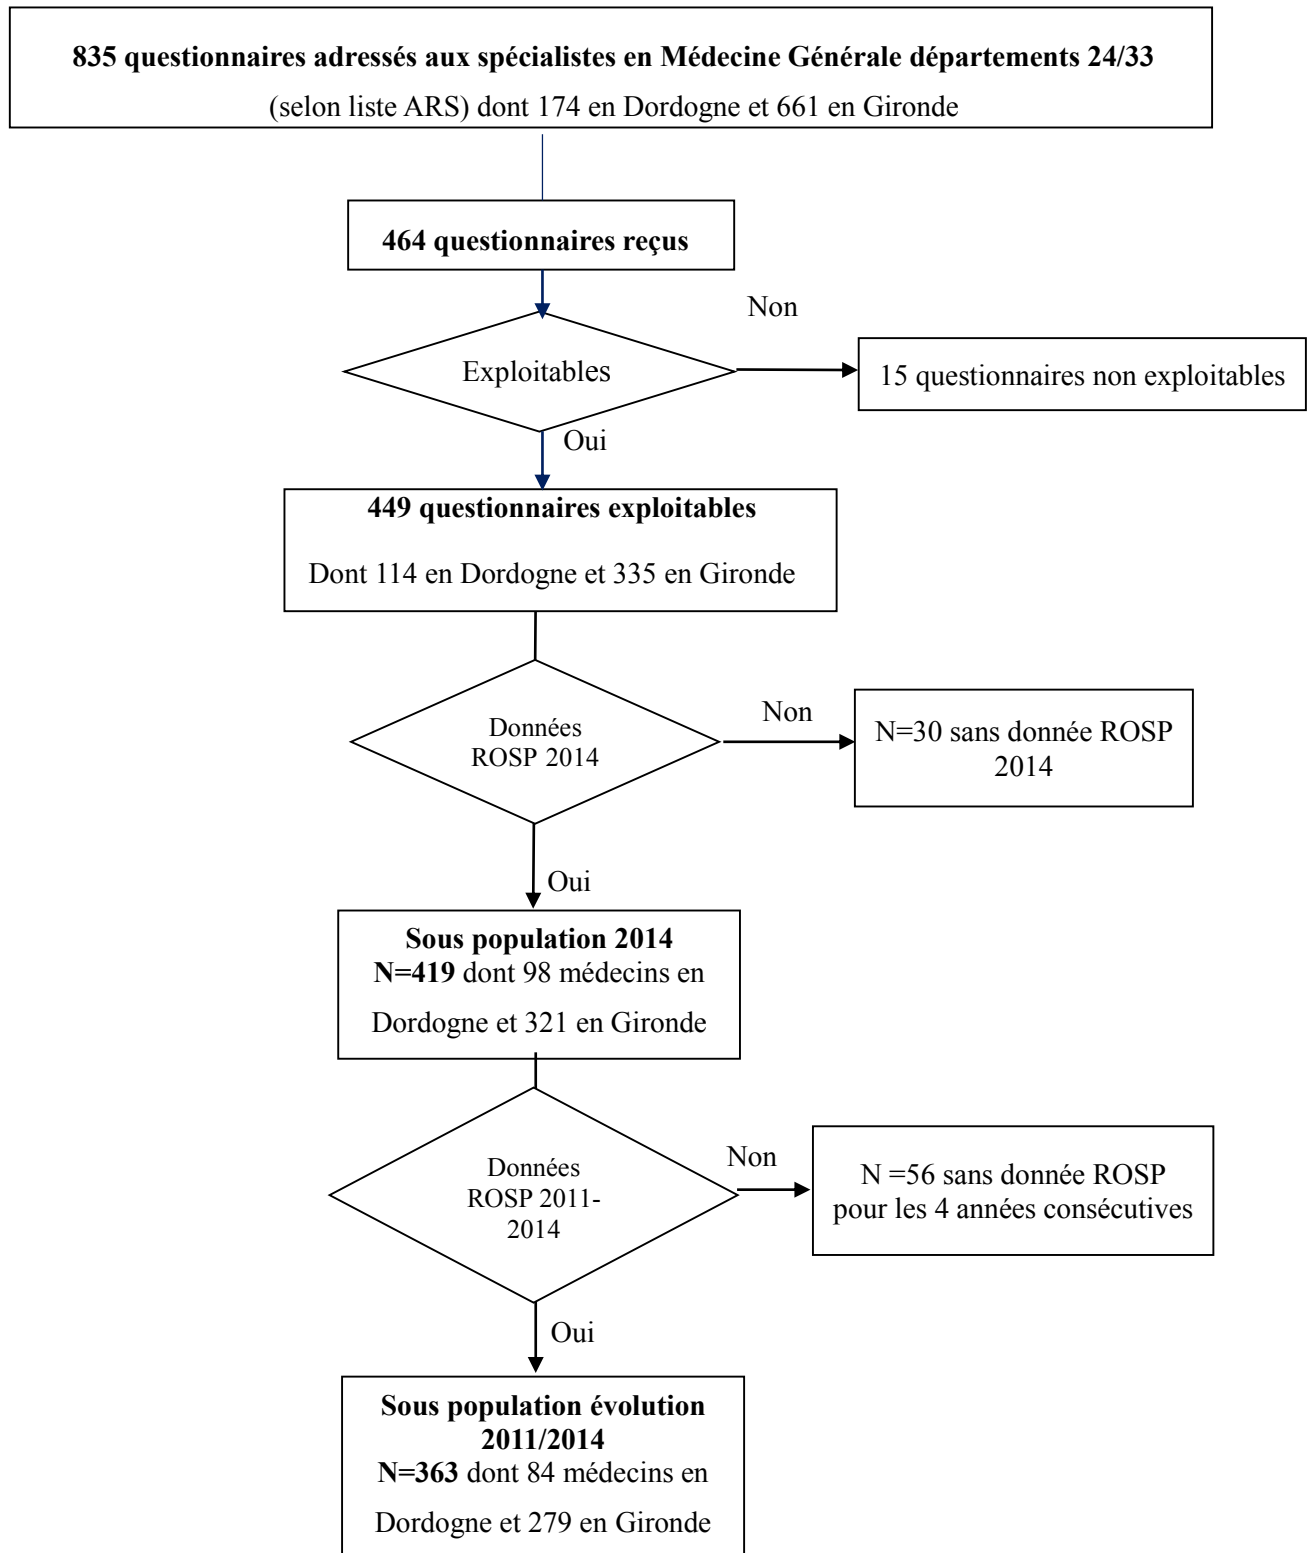 835 questionnaires adressés aux spécialistes en Médecine Générale départements 24/33
(selon liste ARS) dont 174 en Dordogne et 661 en Gironde
464 questionnaires reçus
Non
Exploitables
15 questionnaires non exploitables
Oui
449 questionnaires exploitables
Dont 114 en Dordogne et 335 en Gironde
Données
ROSP 2014
Non
N=30 sans donnée ROSP
2014
Oui
Sous population 2014
N=419 dont 98 médecins en
Dordogne et 321 en Gironde
Données
ROSP 2011-
2014
Non
N =56 sans donnée ROSP
pour les 4 années consécutives
Oui
Sous population évolution
2011/2014
N=363 dont 84 médecins en
Dordogne et 279 en Gironde